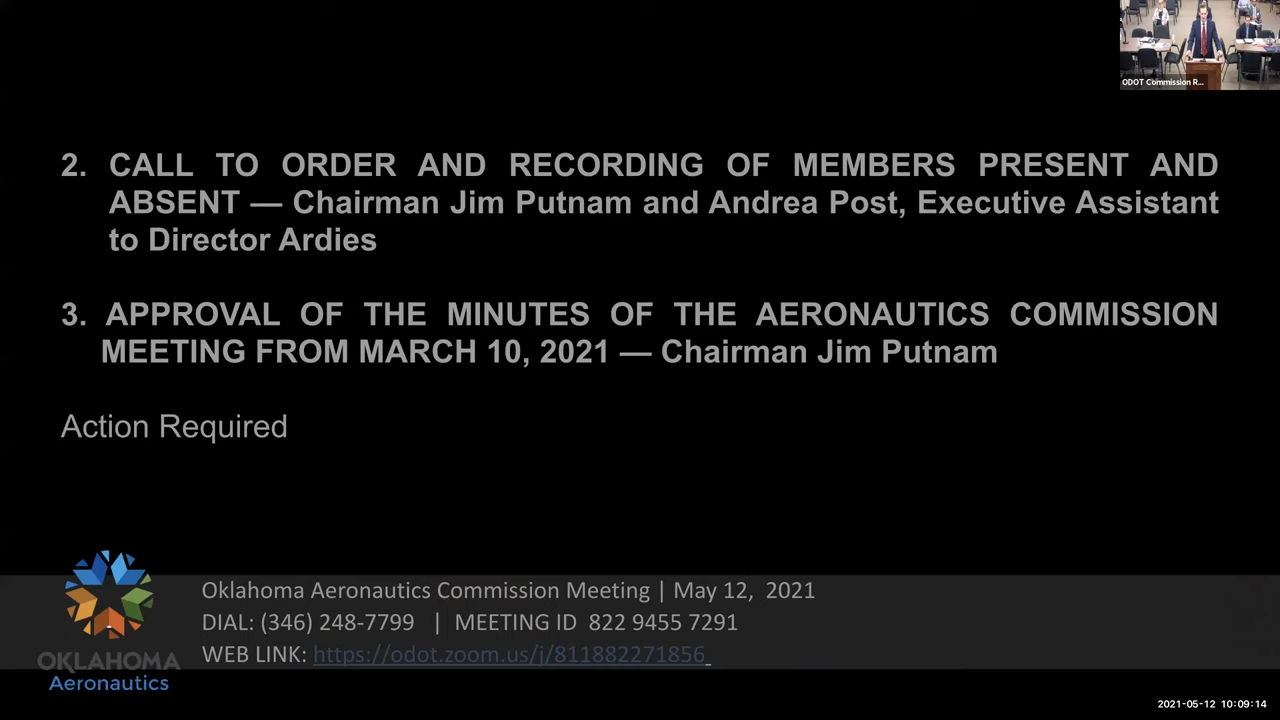 ODOT Commission R...
2. CALL TO ORDER AND RECORDING OF MEMBERS PRESENT AND
ABSENT — Chairman Jim Putnam and Andrea Post, Executive Assistant
to Director Ardies
3. APPROVAL OF THE MINUTES OF THE AERONAUTICS COMMISSION
MEETING FROM MARCH 10, 2021 — Chairman Jim Putnam
Action Required
Oklahoma Aeronautics Commission Meeting | May 12, 2021
DIAL: (346) 248-7799 | MEETING ID 822 9455 7291
WEB LINK: https://odot.zoom.us/j/811882271856
OKLAHOMA
Aeronautics
2021-05-12 10:09:14